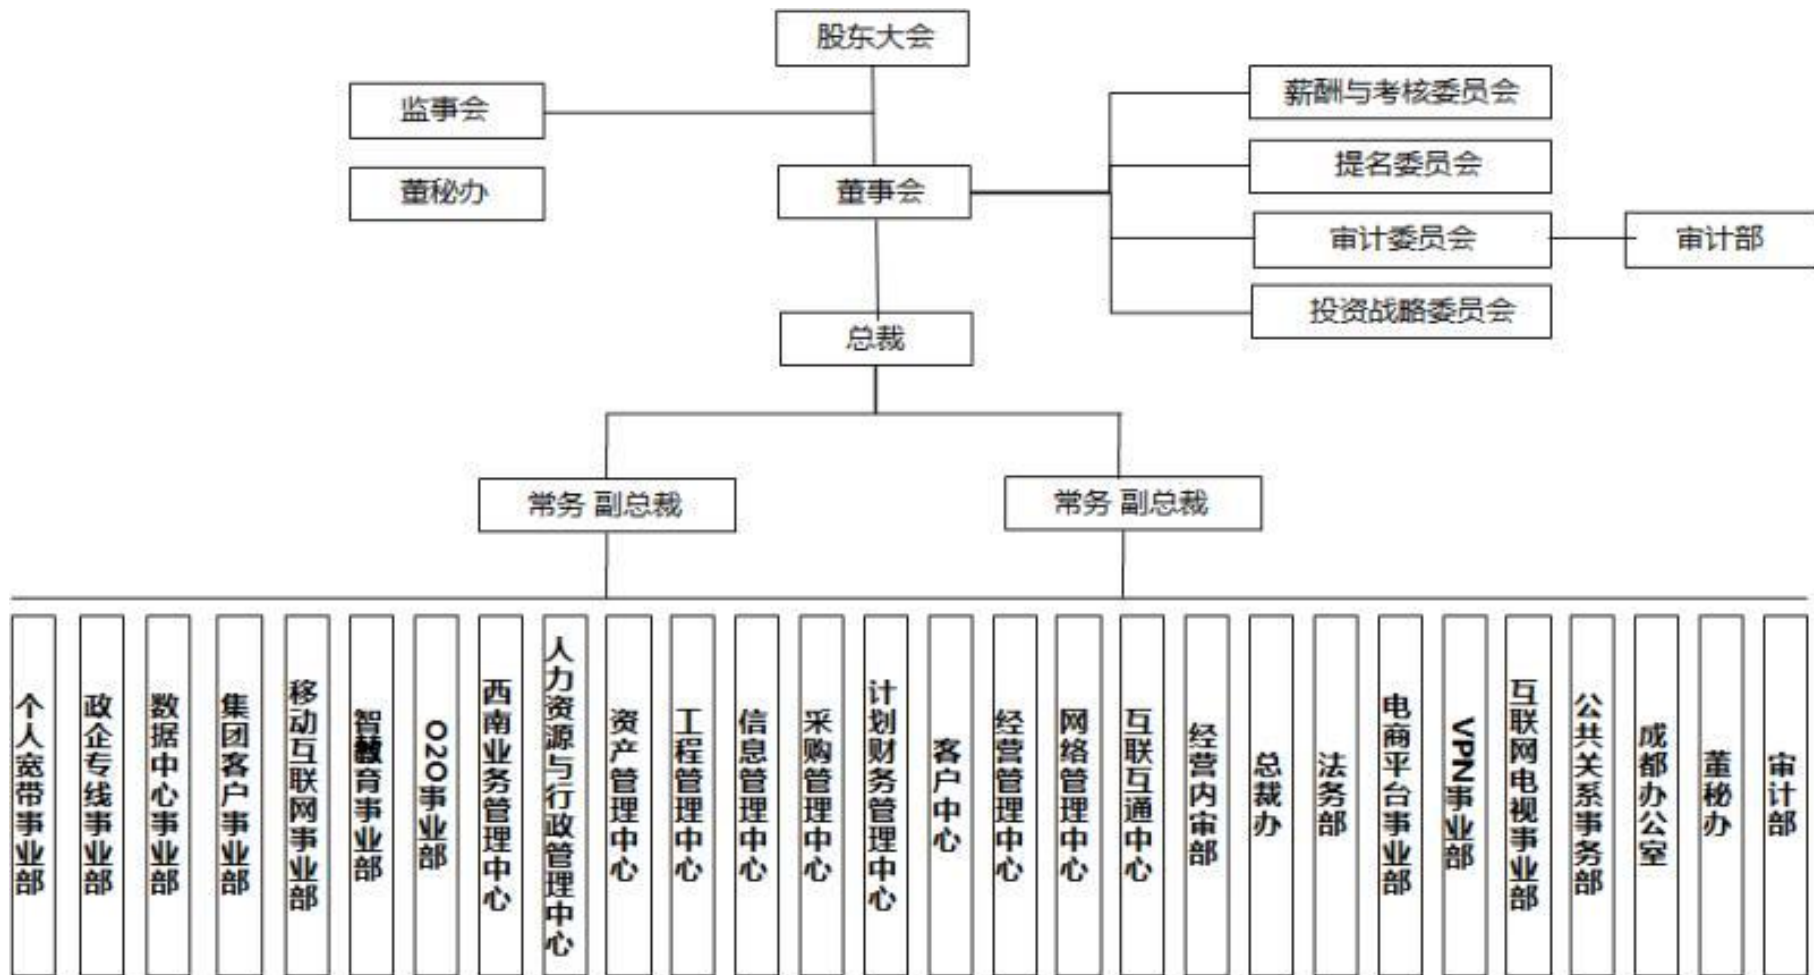 股东大会
监事会
薪酬与考核委员会
提名委员会
董秘办
董事会
审计委员会
审计部
投资战略委员会
总裁
常务 副总裁
常务 副总裁
个人宽带事业部
政企专线事业部
数据中心事业部
集团客户事业部
移动互联网事业部
智慧教育事业部
O2O事业部
西南业务管理中心
人力资源与行政管理中心
资产管理中心
工程管理中心
信息管理中心
采购管理中心
计划财务管理中心
客户中心
经营管理中心
网络管理中心
互联互通中心
经营内审部
总裁办
法务部
电商平台事业部
VPN事业部
互联网电视事业部
公共关系事务部
成都办公室
董秘办
审计部